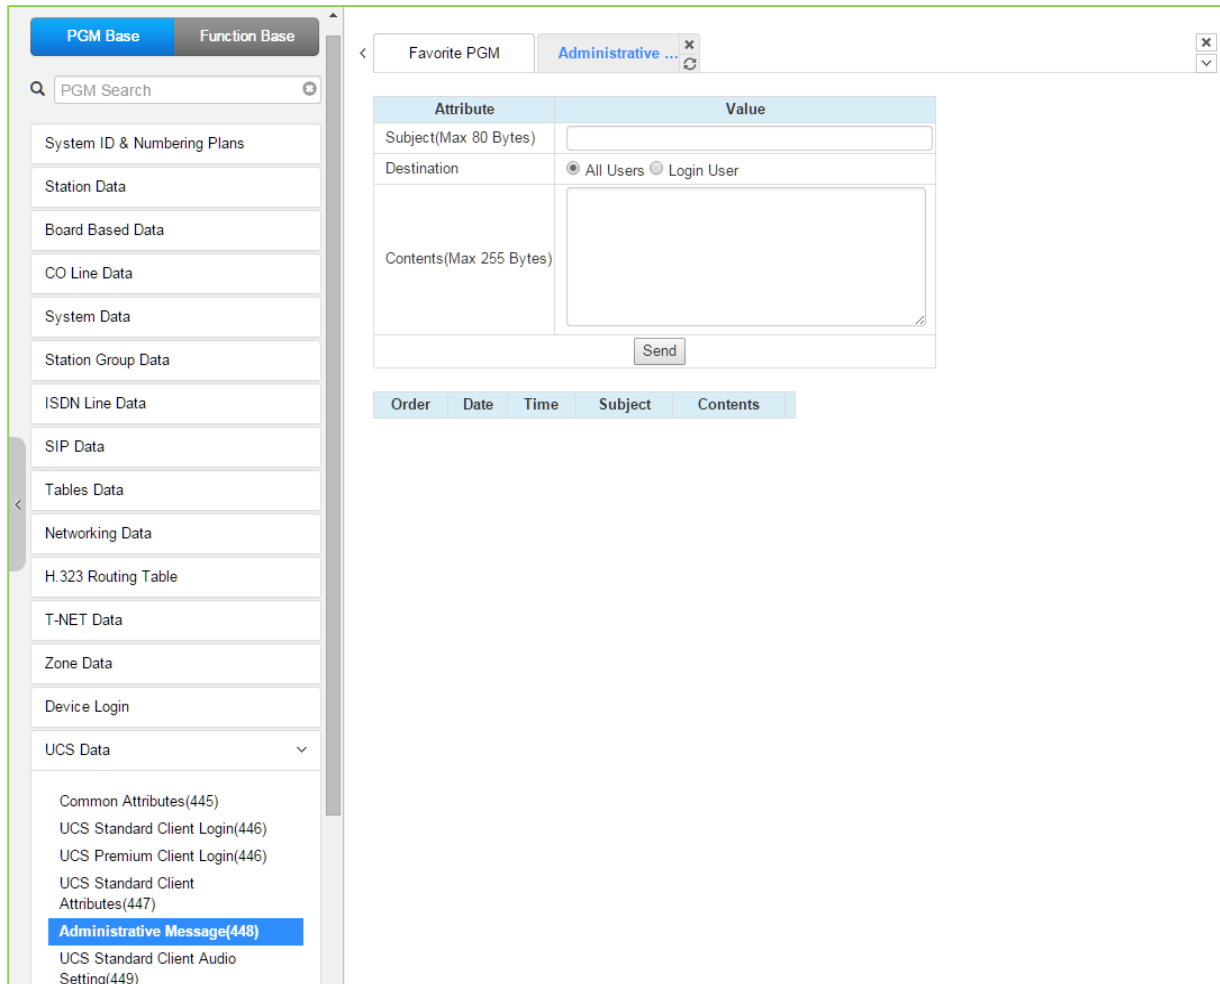 PGM Base
Function Base
PGM Search
System ID & Numbering Plans
Station Data
Board Based Data
CO Line Data
System Data
Station Group Data
ISDN Line Data
SIP Data
Tables Data
Networking Data
H.323 Routing Table
T-NET Data
Zone Data
Device Login
UCS Data
Common Attributes(445)
UCS Standard Client Login(446)
UCS Premium Client Login(446)
UCS Standard Client
Attributes(447)
Administrative Message(448)
UCS Standard Client Audio
Setting(449)
Favorite PGM
Administrative ...
Attribute Value
Subject(Max 80 Bytes)
Destination All Users Login User
Contents(Max 255 Bytes)
Send
Order Date Time Subject Contents